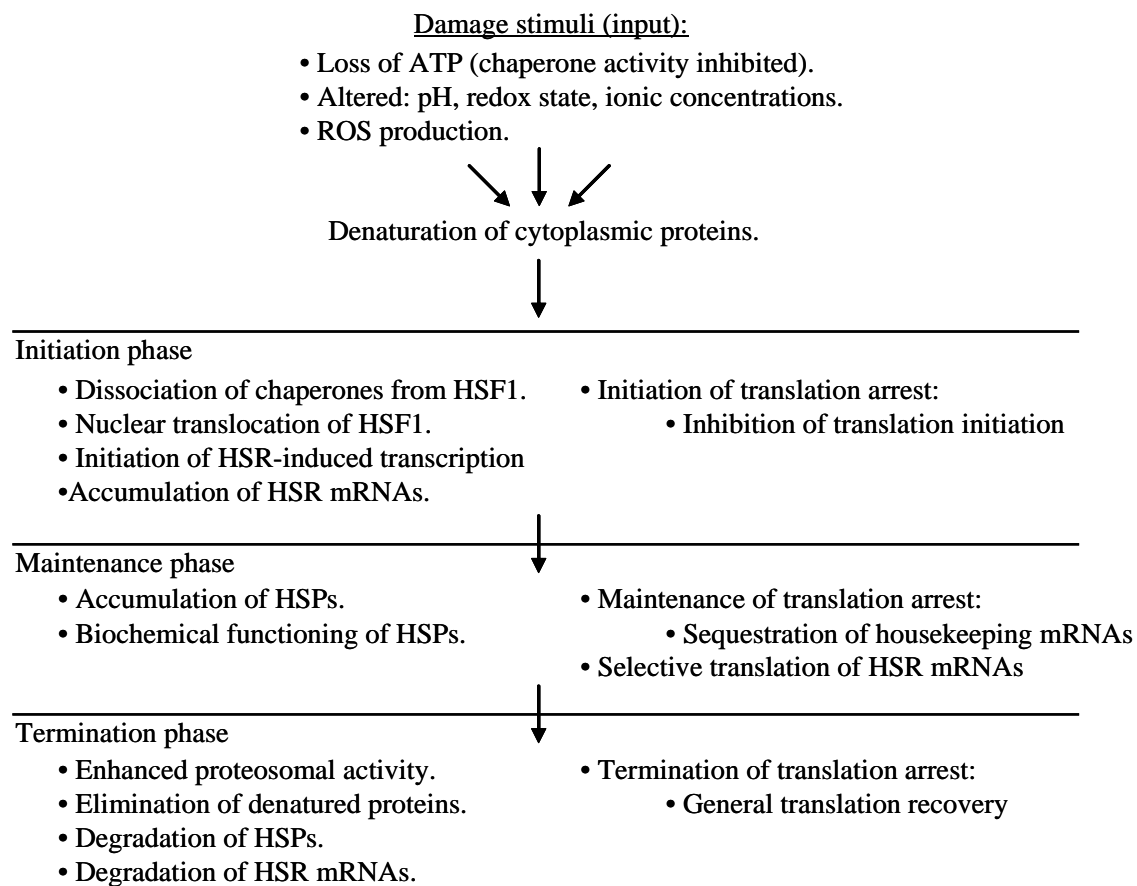 Damage stimuli (input):
• Loss of ATP (chaperone activity inhibited).
• Altered: pH, redox state, ionic concentrations.
• ROS production.
Denaturation of cytoplasmic proteins.
Initiation phase
• Dissociation of chaperones from HSF1.
• Nuclear translocation of HSF1.
• Initiation of HSR-induced transcription
•Accumulation of HSR mRNAs.
• Initiation of translation arrest:
• Inhibition of translation initiation
Maintenance phase
• Accumulation of HSPs.
• Biochemical functioning of HSPs.
• Maintenance of translation arrest:
• Sequestration of housekeeping mRNAs
• Selective translation of HSR mRNAs
Termination phase
• Enhanced proteosomal activity.
• Elimination of denatured proteins.
• Degradation of HSPs.
• Degradation of HSR mRNAs.
• Termination of translation arrest:
• General translation recovery